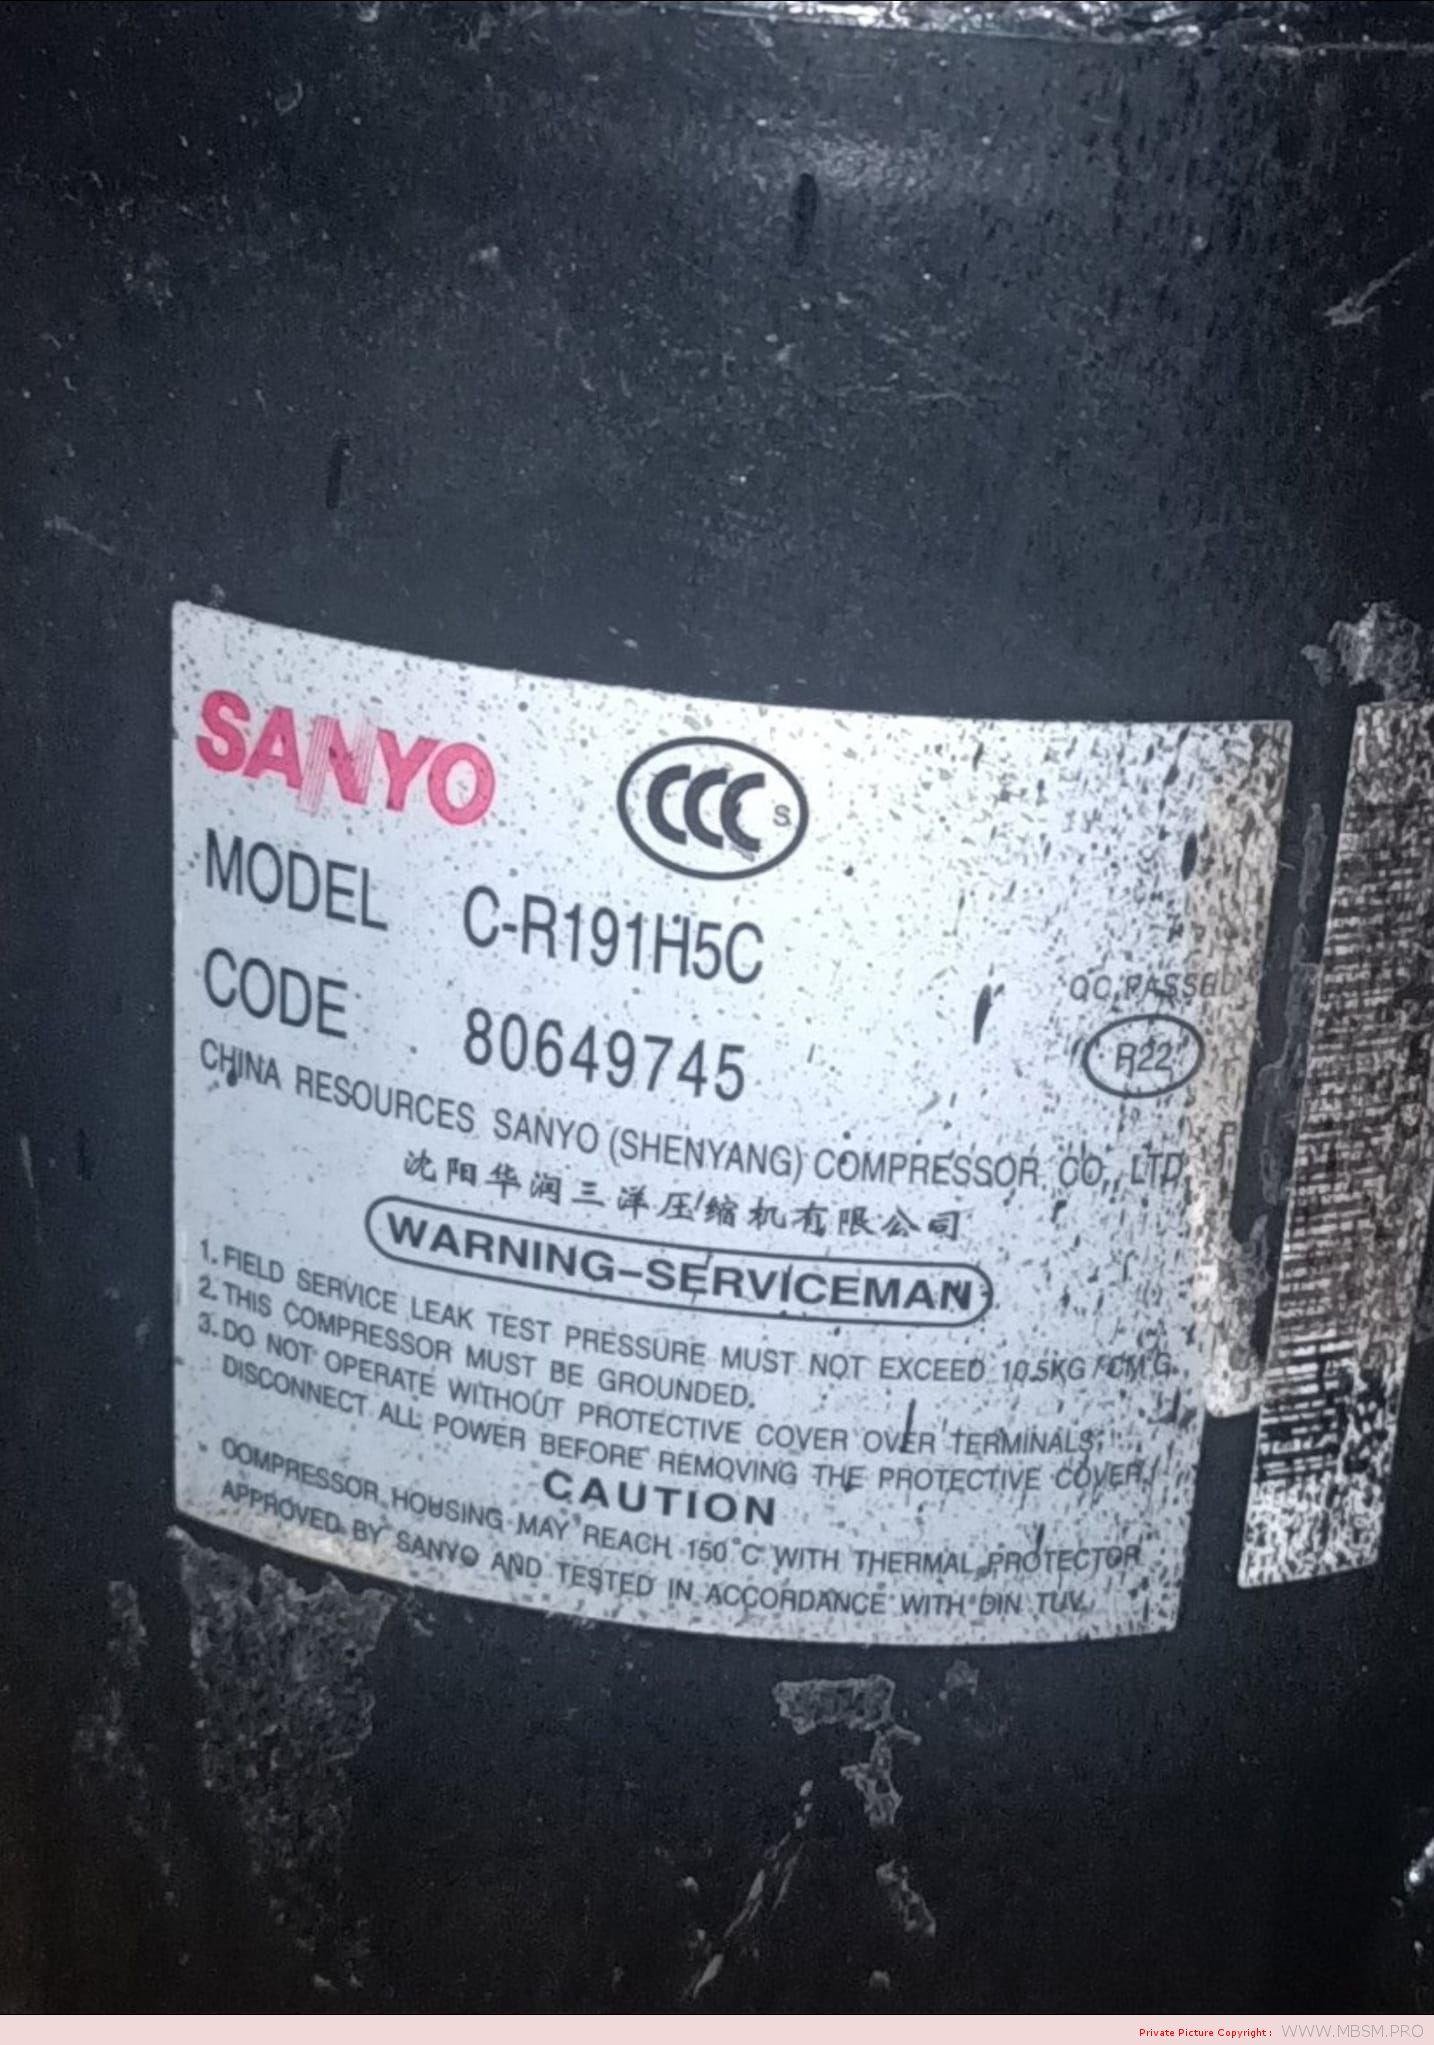 SANYO
CCC S
MODEL C-R191H5C
CODE 80649745
QC PASSED
R22
CHINA RESOURCES SANYO (SHENYANG) COMPRESSOR CO., LTD.
沈阳华润三洋压缩机有限公司
WARNING-SERVICEMAN
1. FIELD SERVICE LEAK TEST PRESSURE MUST NOT EXCEED 10.5KG/CM²G.
2. THIS COMPRESSOR MUST BE GROUNDED.
3. DO NOT OPERATE WITHOUT PROTECTIVE COVER OVER TERMINALS.
DISCONNECT ALL POWER BEFORE REMOVING THE PROTECTIVE COVER.
CAUTION
COMPRESSOR HOUSING MAY REACH 150°C WITH THERMAL PROTECTOR
APPROVED BY SANYO AND TESTED IN ACCORDANCE WITH DIN TUV.
Private Picture Copyright : WWW.MBSM.PRO